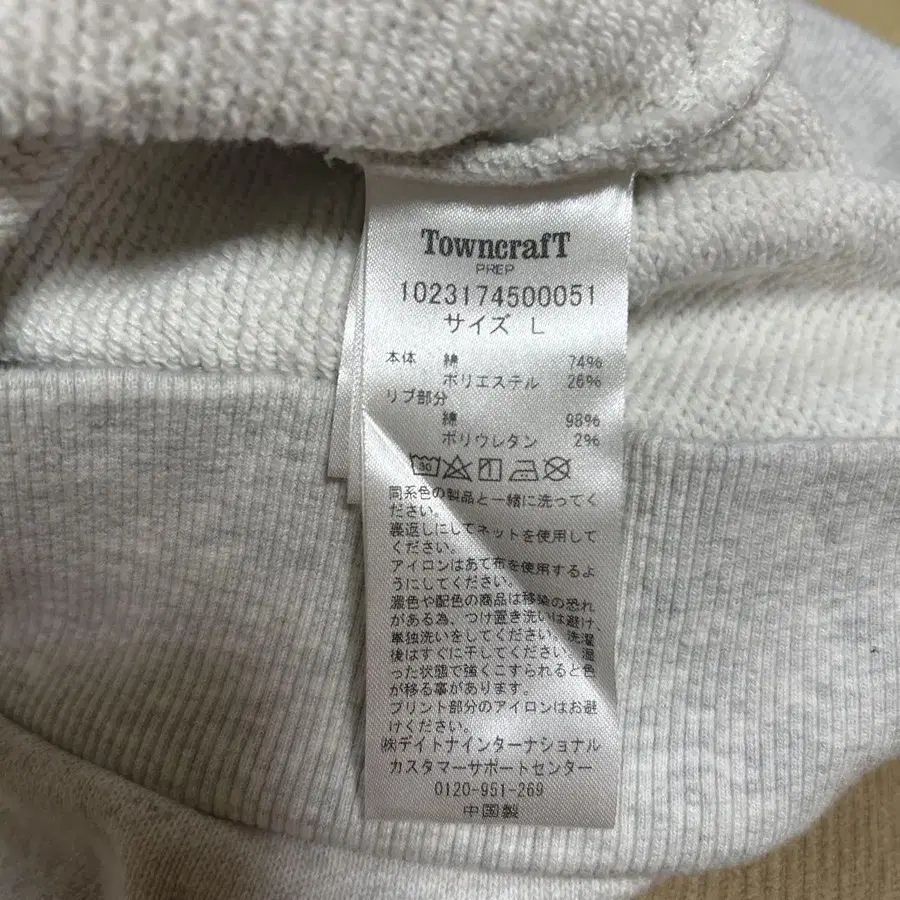 Towncraft
PREP
1023174500051
サイズ L
本体 綿 74%
ポリエステル 26%
リブ部分
綿 98%
ポリウレタン 2%
30
同系色の製品と一緒に洗ってく
ださい。
裏返しにしてネットを使用して
ください。
アイロンはあて布を使用するよ
うにしてください。
濃色や配色の商品は移染の恐れ
がある為、つけ置き洗いは避け
単独洗いをしてください。洗濯
後はすぐに干してください。湿
った状態で強くこすられると色
が移る事があります。
プリント部分のアイロンはお避
けください。
㈱デイトナインターナショナル
カスタマーサポートセンター
0120-951-269
中国製